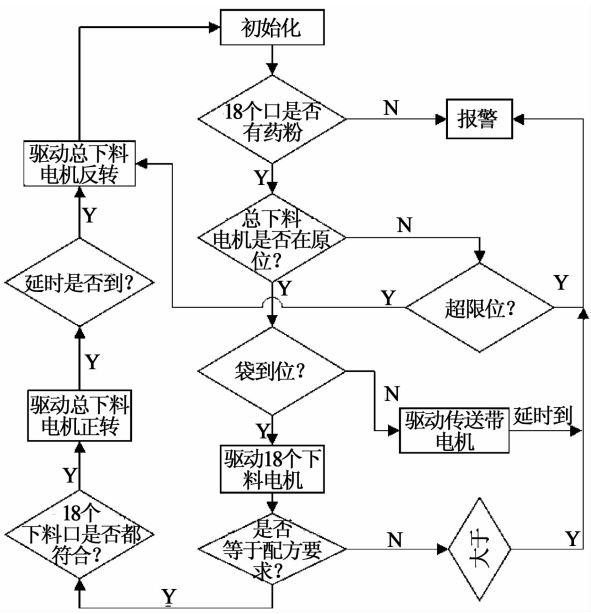 初始化
18个口是否
有药粉
N
报警
Y
驱动总下料
电机反转
Y
总下料
电机是否在原
位？
N
Y
延时是否到？
Y
超限位？
Y
Y
袋到位？
N
驱动总下料
电机正转
驱动传送带
电机
延时到
Y
Y
驱动18个下
料电机
18个
下料口是否都
符合？
是否
等于配方要
求？
N
大于
Y
Y